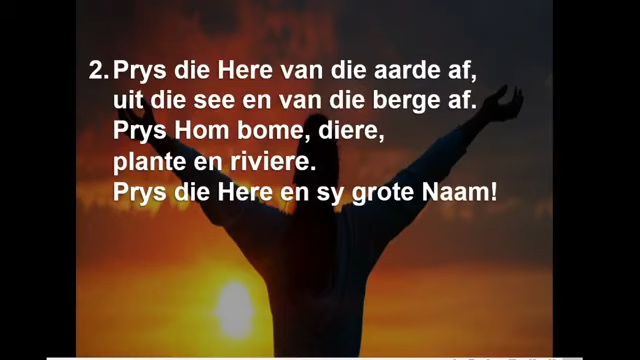 2. Prys die Here van die aarde af,
uit die see en van die berge af.
Prys Hom bome, diere,
plante en riviere.
Prys die Here en sy grote Naam!